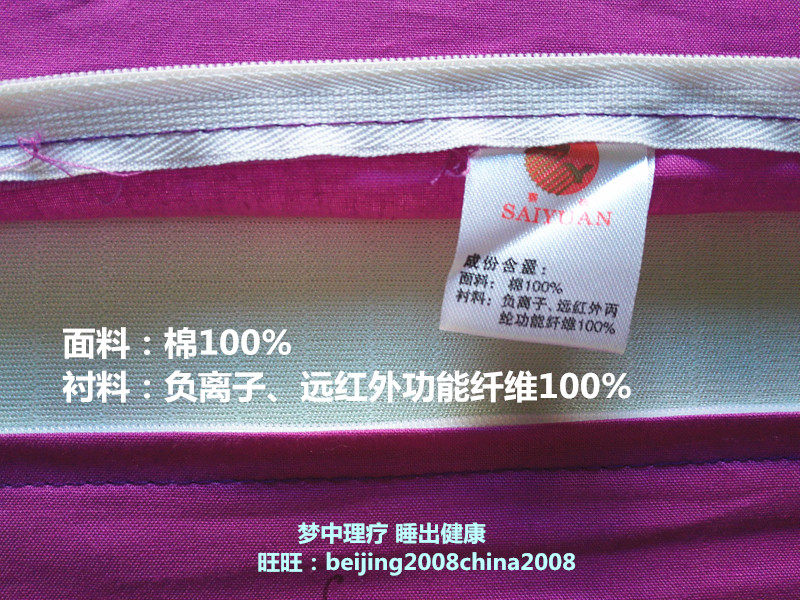 SAIYUAN
成份含量：
面料： 棉100%
衬料： 负离子、远红外丙
纶功能纤维100%
面料：棉100%
衬料：负离子、远红外功能纤维100%
梦中理疗 睡出健康
旺旺：beijing2008china2008